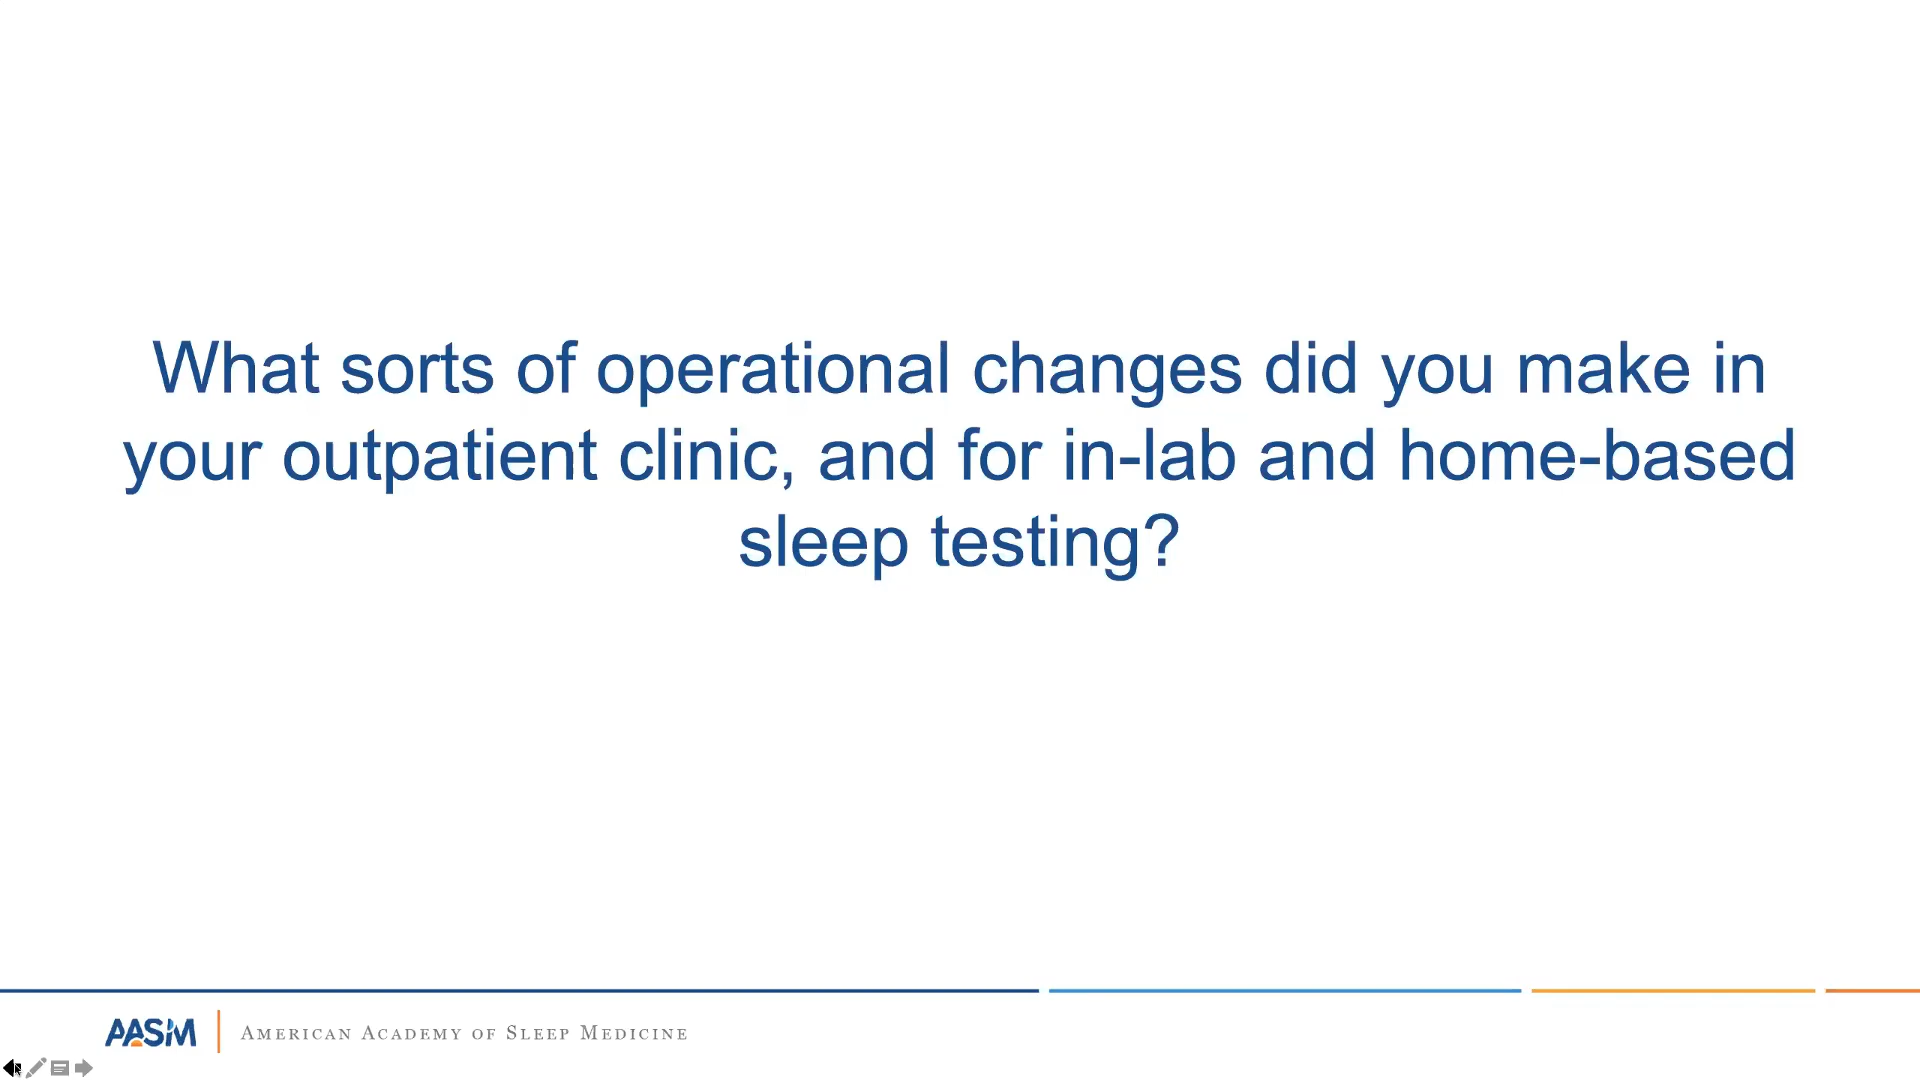 What sorts of operational changes did you make in
your outpatient clinic, and for in-lab and home-based
sleep testing?
AASM
American Academy of Sleep Medicine